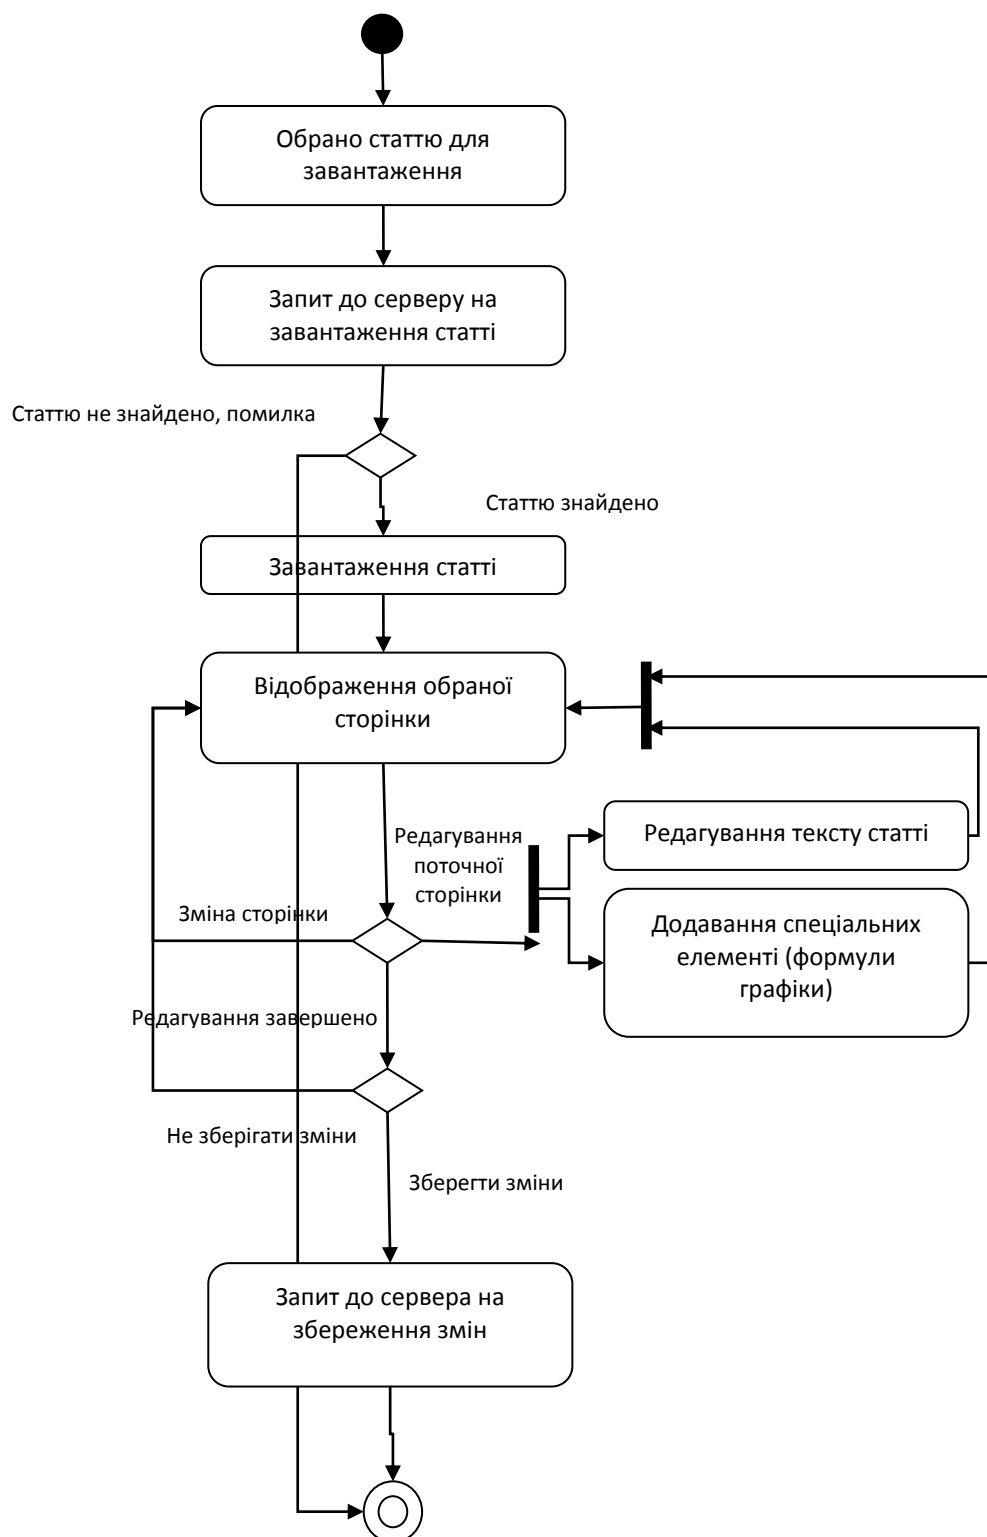 Обрано статтю для
завантаження
Запит до серверу на
завантаження статті
Статтю не знайдено, помилка
Статтю знайдено
Завантаження статті
Відображення обраної
сторінки
Редагування
поточної
сторінки
Редагування тексту статті
Зміна сторінки
Додавання спеціальних
елементі (формули
графіки)
Редагування завершено
Не зберігати зміни
Зберегти зміни
Запит до сервера на
збереження змін